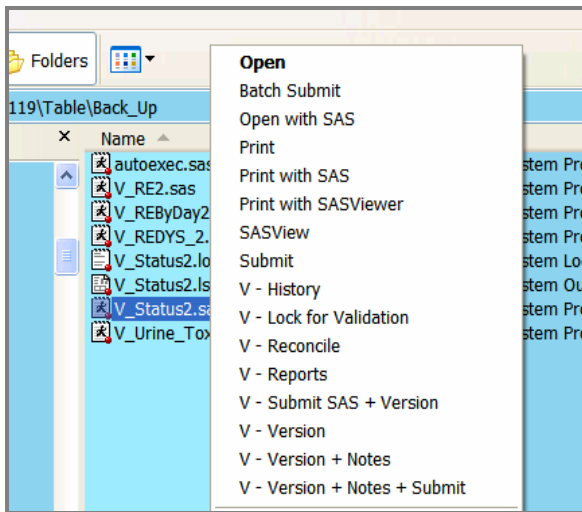 Folders
119\Table\Back_Up
Name
autoexec.sas
V_RE2.sas
V_REByDay2
V_REDYS_2.
V_Status2.lo
V_Status2.ls
V_Status2.sa
V_Urine_Tox
Open
Batch Submit
Open with SAS
Print
Print with SAS
Print with SASViewer
SASView
Submit
V - History
V - Lock for Validation
V - Reconcile
V - Reports
V - Submit SAS + Version
V - Version
V - Version + Notes
V - Version + Notes + Submit
stem Pro
stem Pro
stem Pro
stem Pro
stem Lo
stem Ou
stem Pro
stem Pro